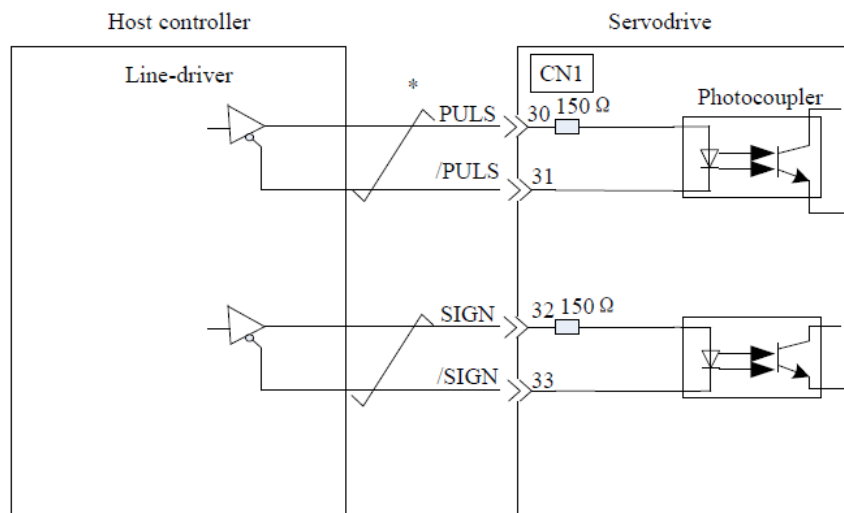 Host controller
Servodrive
Line-driver
CN1
*
PULS
30
150 Ω
Photocoupler
/PULS
31
SIGN
32
150 Ω
/SIGN
33